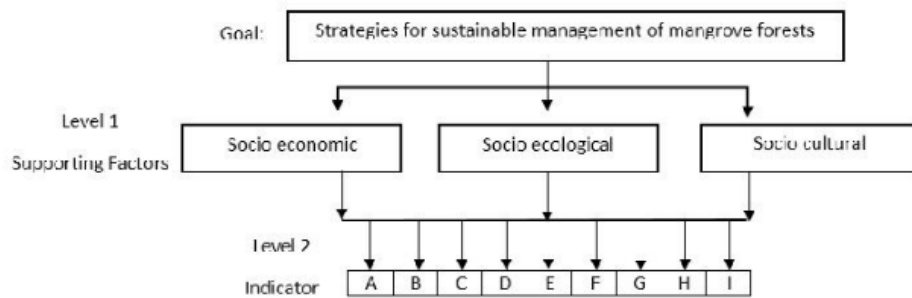 Goal:
Strategies for sustainable management of mangrove forests
Level 1
Supporting Factors
Socio economic
Socio ecological
Socio cultural
Level 2
Indicator
A B C D E F G H I